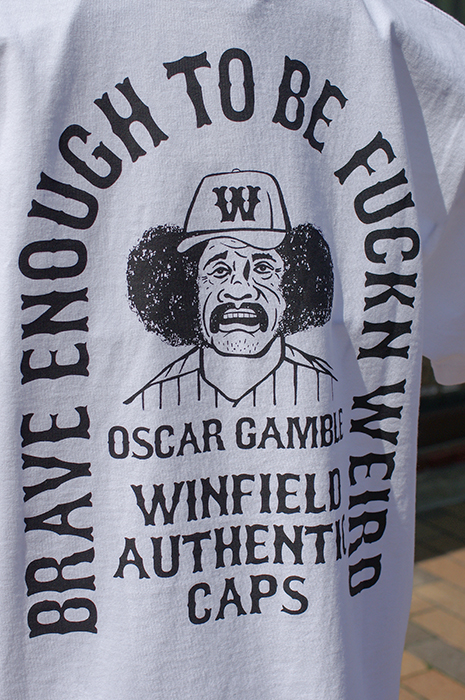 BRAVE ENOUGH TO BE FUCKN WEIRD
W
OSCAR GAMBLE
WINFIELD
AUTHENTIC
CAPS